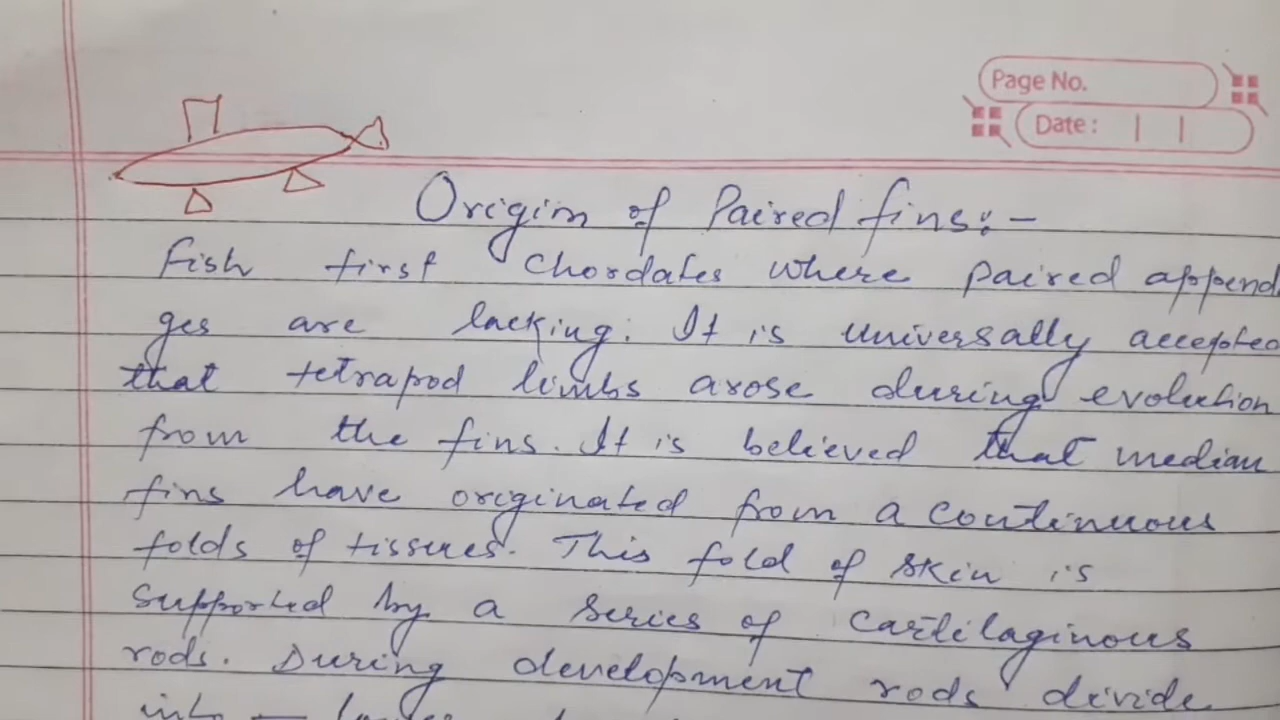 Page No.
Date :
Origin of Paired fins:-
Fish first Chordates where paired append
ges are lacking. It is universally accepted
that tetrapod limbs arose during evolution
from the fins. It is believed that median
fins have originated from a continuous
folds of tissues. This fold of skin is
supported by a series of cartilaginous
rods. During development rods divide
into —